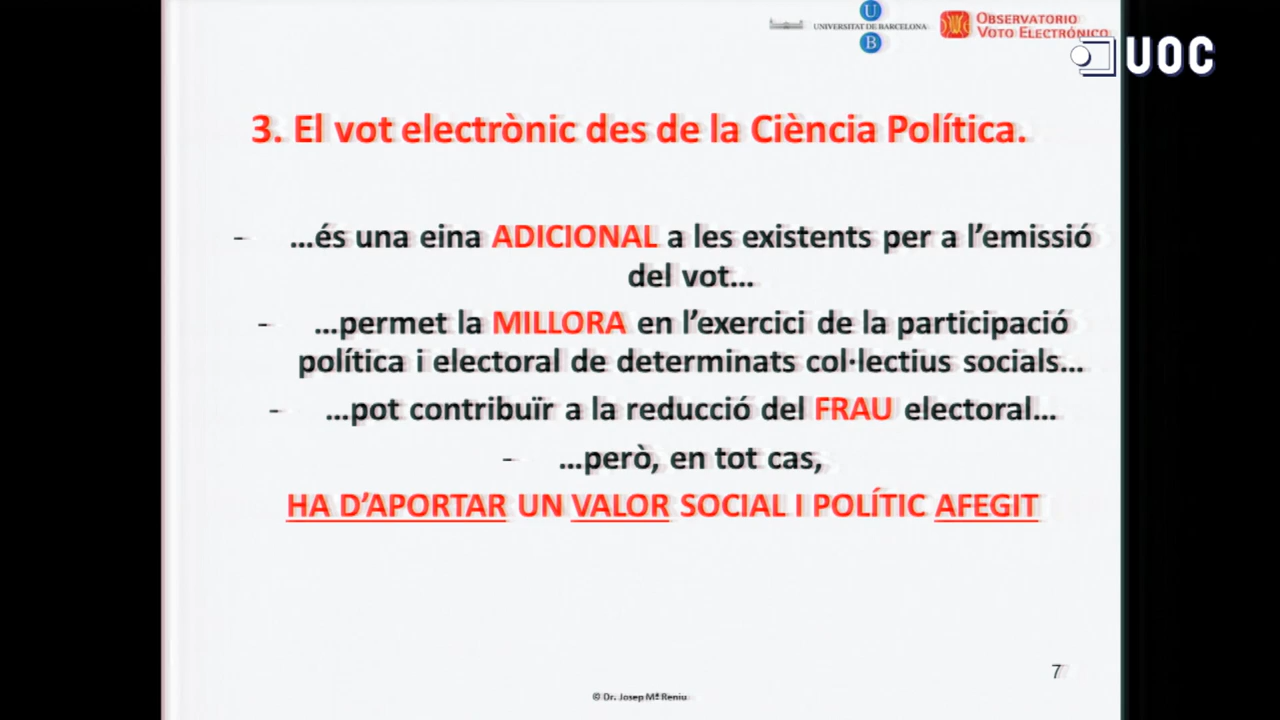 U
UNIVERSITAT DE BARCELONA
B
OBSERVATORIO
VOTO ELECTRÓNICO
UOC
3. El vot electrònic des de la Ciència Política.
- …és una eina ADICIONAL a les existents per a l’emissió
del vot…
- …permet la MILLORA en l’exercici de la participació
política i electoral de determinats col·lectius socials…
- …pot contribuïr a la reducció del FRAU electoral…
- …però, en tot cas,
HA D’APORTAR UN VALOR SOCIAL I POLÍTIC AFEGIT
7
© Dr. Josep Mª Reniu